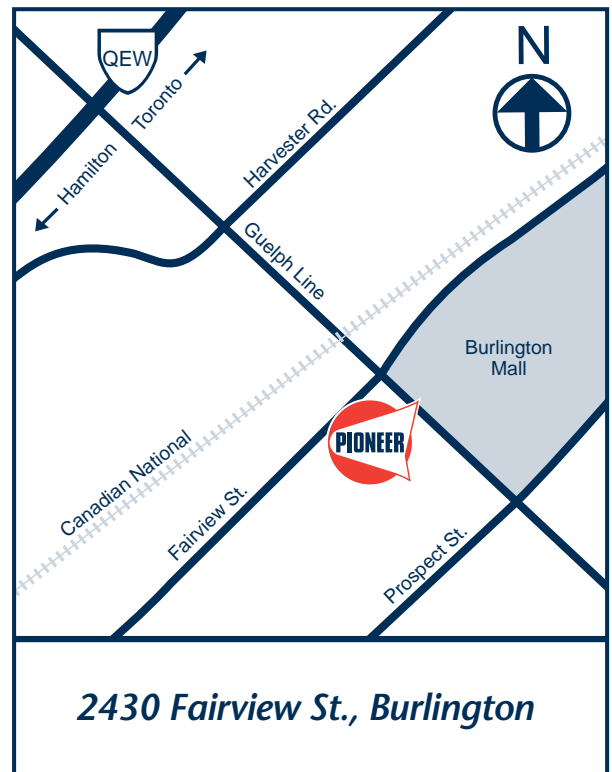 QEW
N
Toronto
Hamilton
Harvester Rd.
Guelph Line
Burlington
Mall
PIONEER
Canadian National
Fairview St.
Prospect St.
2430 Fairview St., Burlington